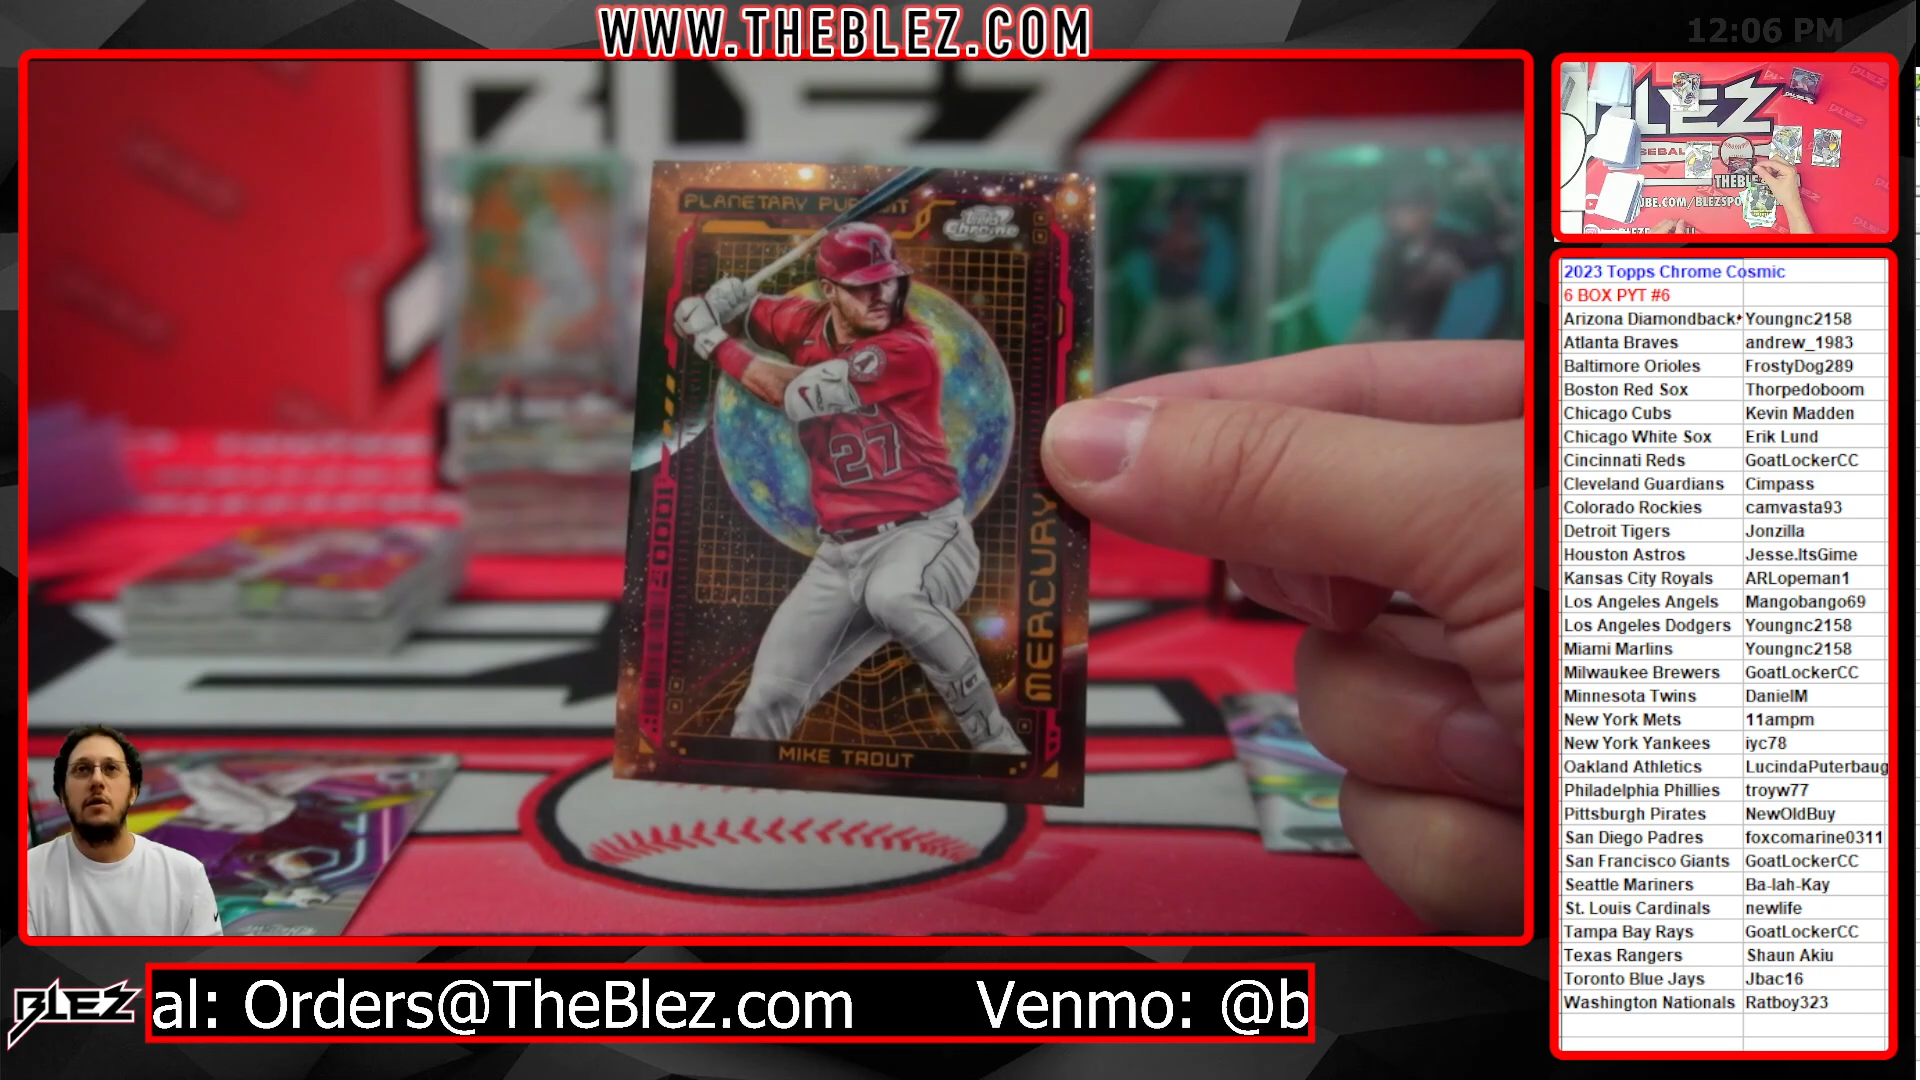 WWW.THEBLEZ.COM
12:06 PM
BLEZ
PLANETARY PURSUIT
Topps Chrome
A
27
MERCURY
MIKE TROUT
BLEZ
THEBLE
UBE.COM/BLEZSPO
2023 Topps Chrome Cosmic
6 BOX PYT #6
Arizona Diamondback Youngnc2158
Atlanta Braves andrew_1983
Baltimore Orioles FrostyDog289
Boston Red Sox Thorpedoboom
Chicago Cubs Kevin Madden
Chicago White Sox Erik Lund
Cincinnati Reds GoatLockerCC
Cleveland Guardians Cimpass
Colorado Rockies camvasta93
Detroit Tigers Jonzilla
Houston Astros Jesse.ItsGime
Kansas City Royals ARLopeman1
Los Angeles Angels Mangobango69
Los Angeles Dodgers Youngnc2158
Miami Marlins Youngnc2158
Milwaukee Brewers GoatLockerCC
Minnesota Twins DanielM
New York Mets 11ampm
New York Yankees iyc78
Oakland Athletics LucindaPuterbaug
Philadelphia Phillies troyw77
Pittsburgh Pirates NewOldBuy
San Diego Padres foxcomarine0311
San Francisco Giants GoatLockerCC
Seattle Mariners Ba-lah-Kay
St. Louis Cardinals newlife
Tampa Bay Rays GoatLockerCC
Texas Rangers Shaun Akiu
Toronto Blue Jays Jbac16
Washington Nationals Ratboy323
BLEZ
al: Orders@TheBlez.com Venmo: @b